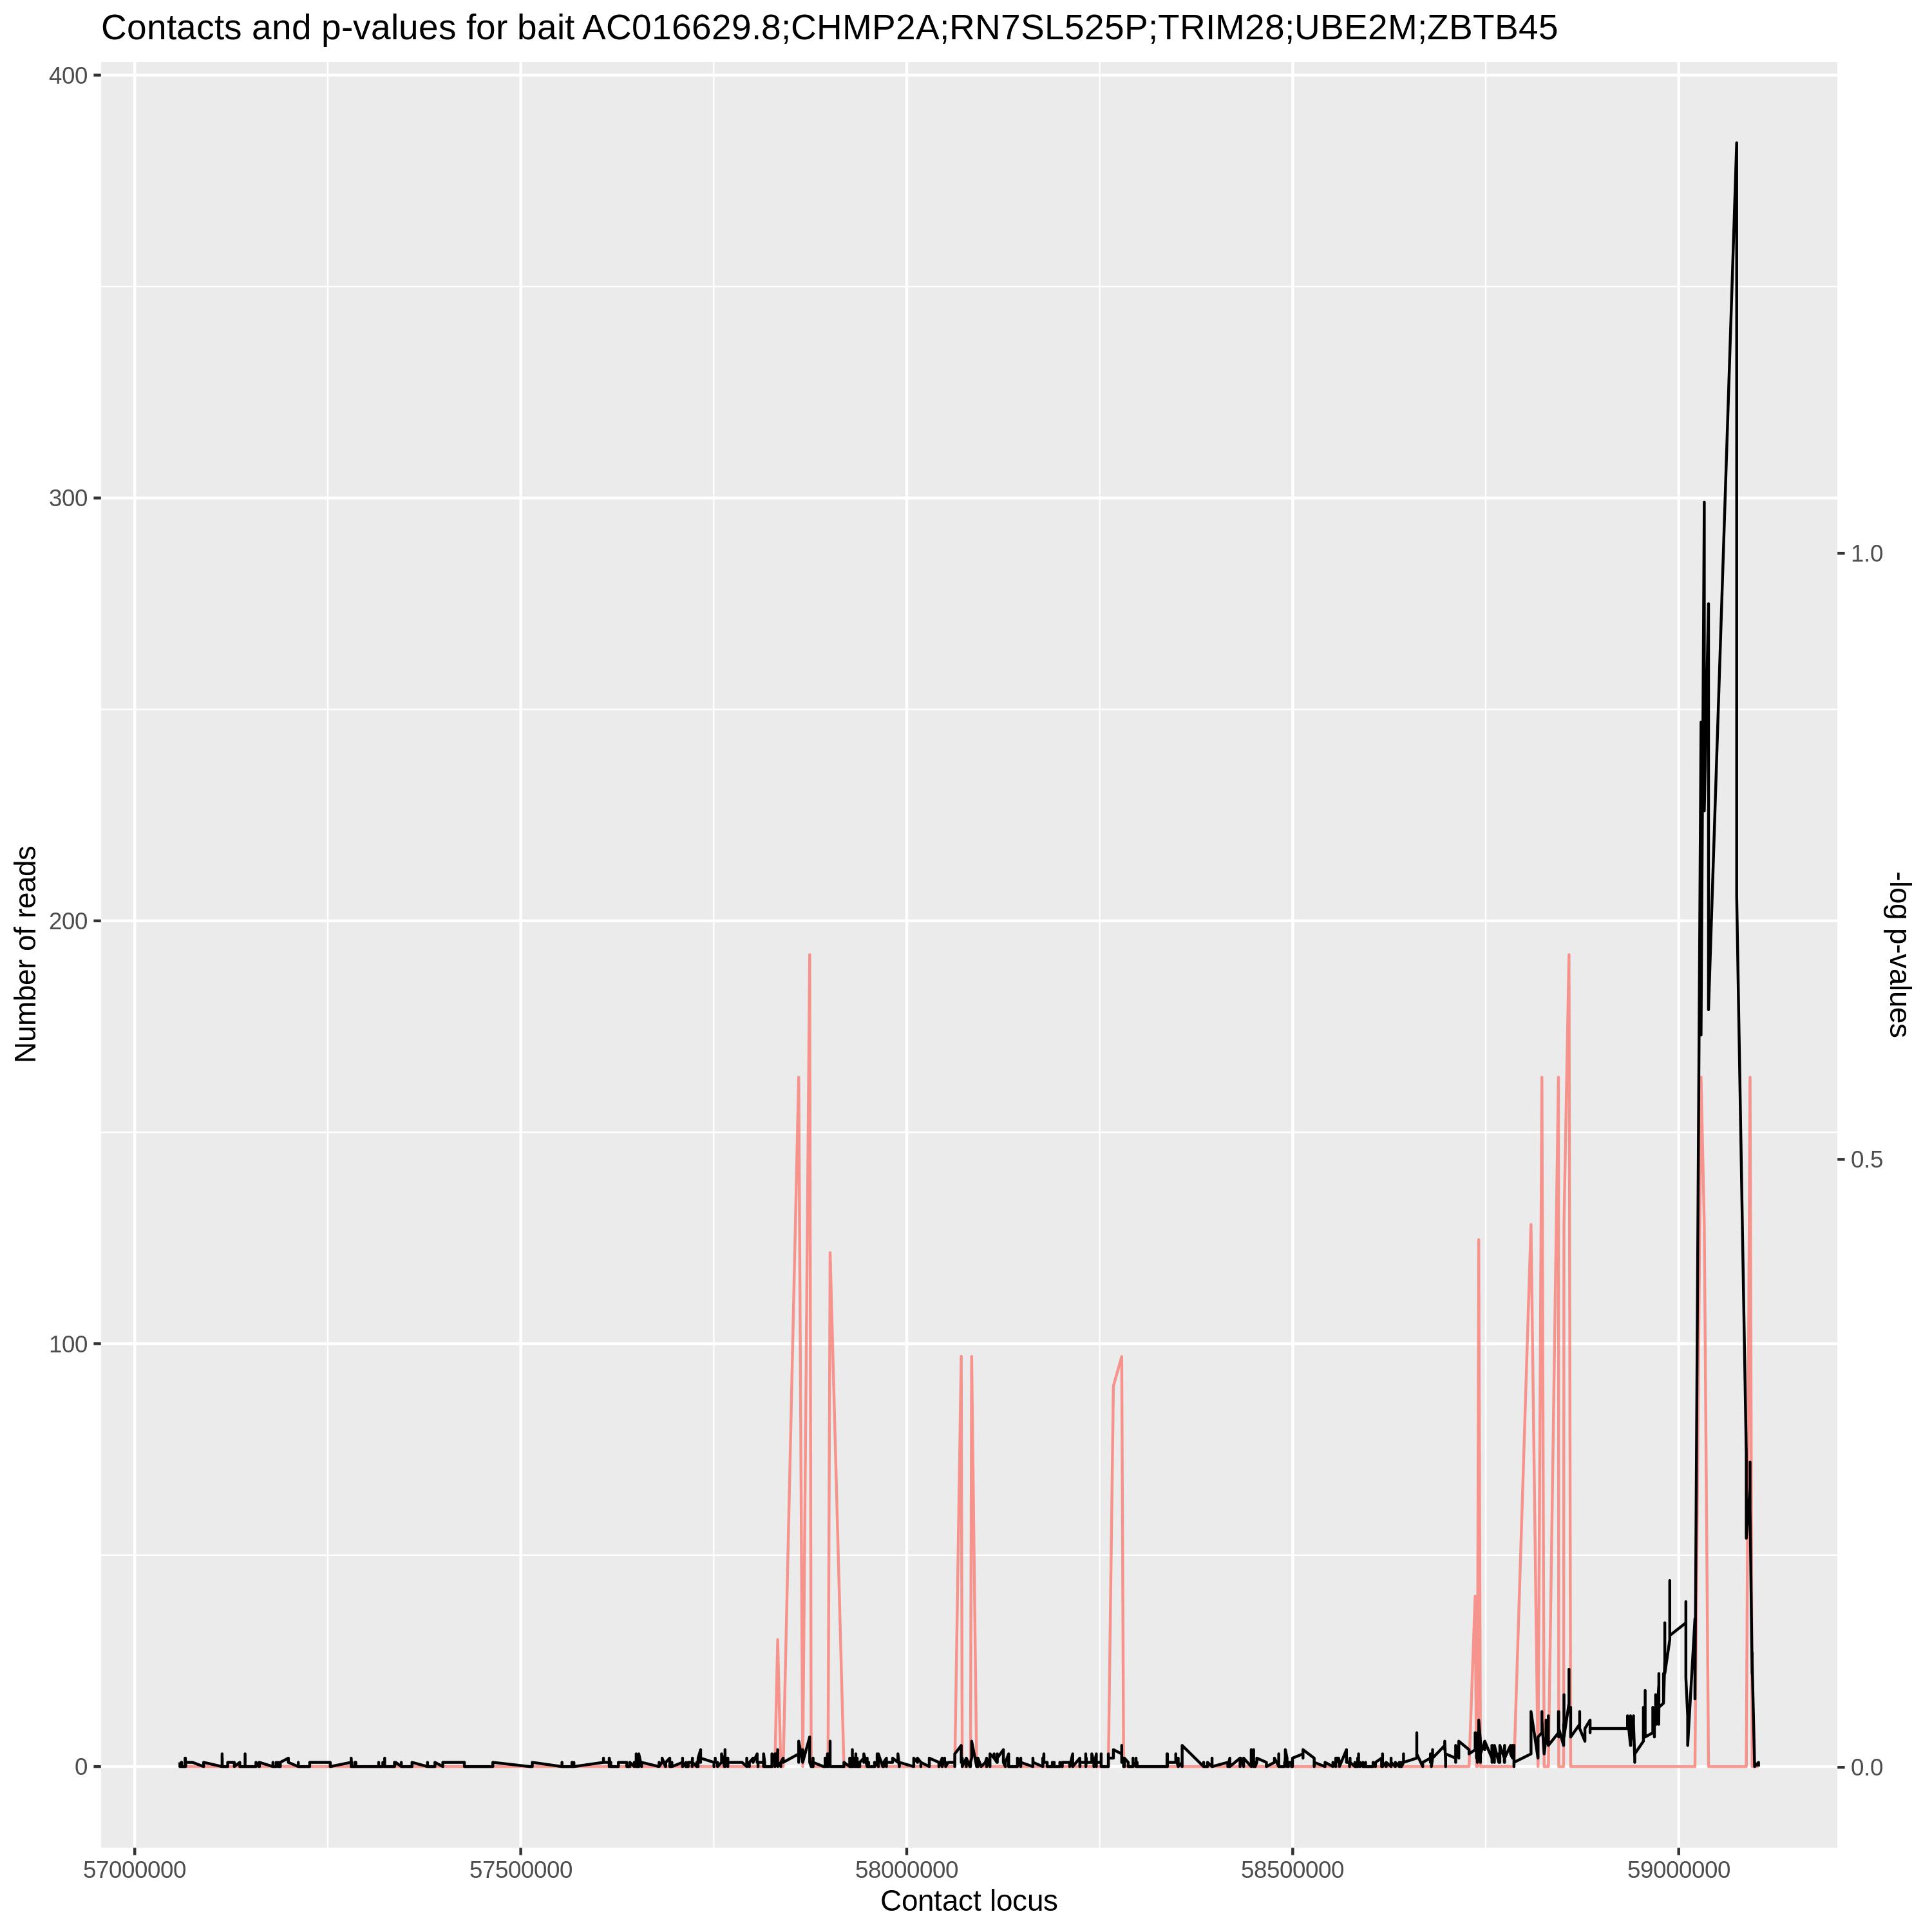 Contacts and p-values for bait AC016629.8;CHMP2A;RN7SL525P;TRIM28;UBE2M;ZBTB45
400
300
200
100
0
Number of reads
1.0
0.5
0.0
-log p-values
57000000 57500000 58000000 58500000 59000000
Contact locus